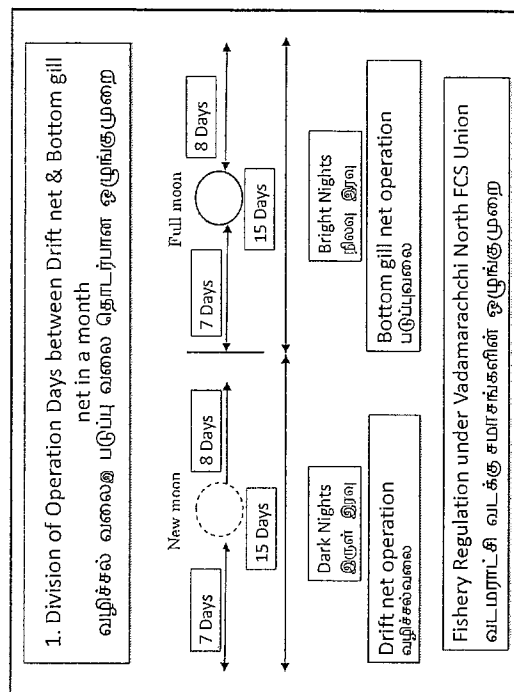 1. Division of Operation Days between Drift net & Bottom gill
net in a month
வழிச்சல் வலைஐ படுப்பு வலை தொடர்பான ஒழுங்குமுறை
New moon
Full moon
7 Days
8 Days
7 Days
8 Days
15 Days
15 Days
Dark Nights
இருள் இரவு
Bright Nights
நிலவு இரவு
Drift net operation
வழிச்சல்வலை
Bottom gill net operation
படுப்புவலை
Fishery Regulation under Vadamarachchi North FCS Union
வடமராட்சி வடக்கு சமாசங்களின் ஒழுங்குமுறை